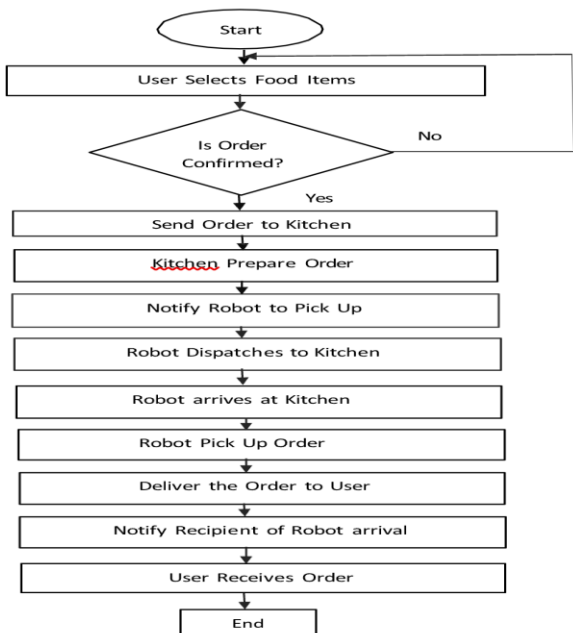 Start
User Selects Food Items
Is Order
Confirmed?
No
Yes
Send Order to Kitchen
Kitchen Prepare Order
Notify Robot to Pick Up
Robot Dispatches to Kitchen
Robot arrives at Kitchen
Robot Pick Up Order
Deliver the Order to User
Notify Recipient of Robot arrival
User Receives Order
End